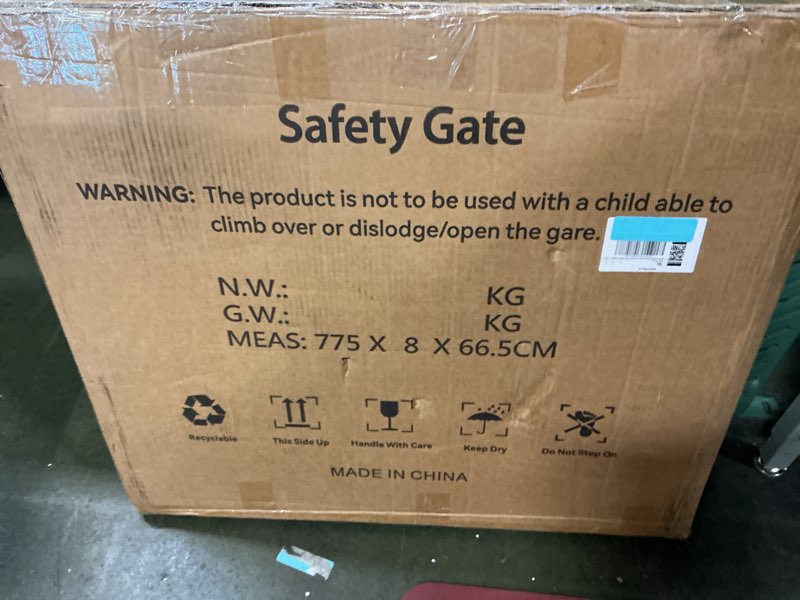 Safety Gate
WARNING: The product is not to be used with a child able to
climb over or dislodge/open the gare.
N.W.: KG
G.W.: KG
MEAS: 775 X 8 X 66.5CM
Recyclable This Side Up Handle With Care Keep Dry Do Not Step On
MADE IN CHINA